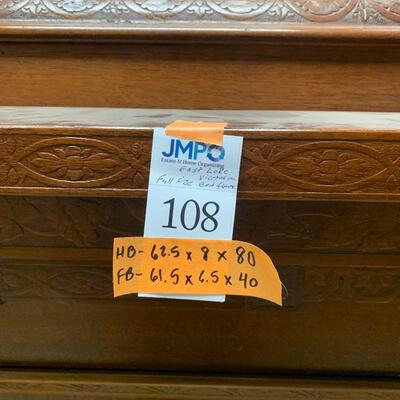 JMPO
Estate & Home Organizing
East Lake
Victorian
Full size Bed frame
108
HB- 62.5 x 8 x 80
FB- 61.5 x 6.5 x 40